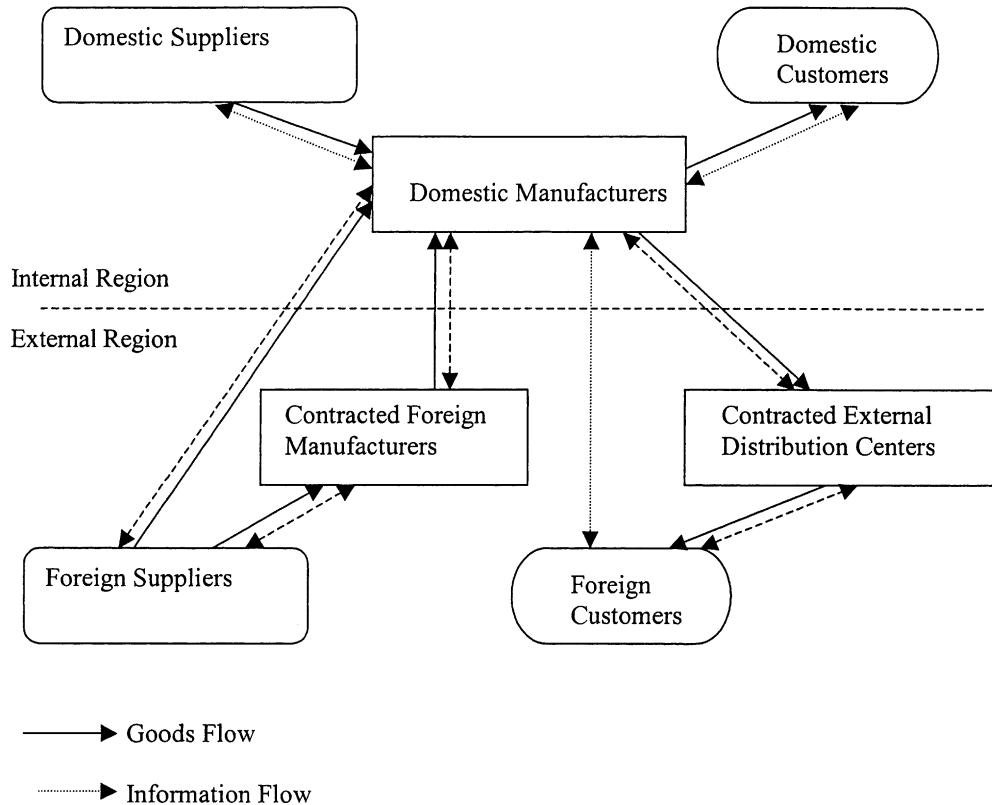 Domestic Suppliers
Domestic
Customers
Domestic Manufacturers
Internal Region
External Region
Contracted Foreign
Manufacturers
Contracted External
Distribution Centers
Foreign Suppliers
Foreign
Customers
Goods Flow
Information Flow